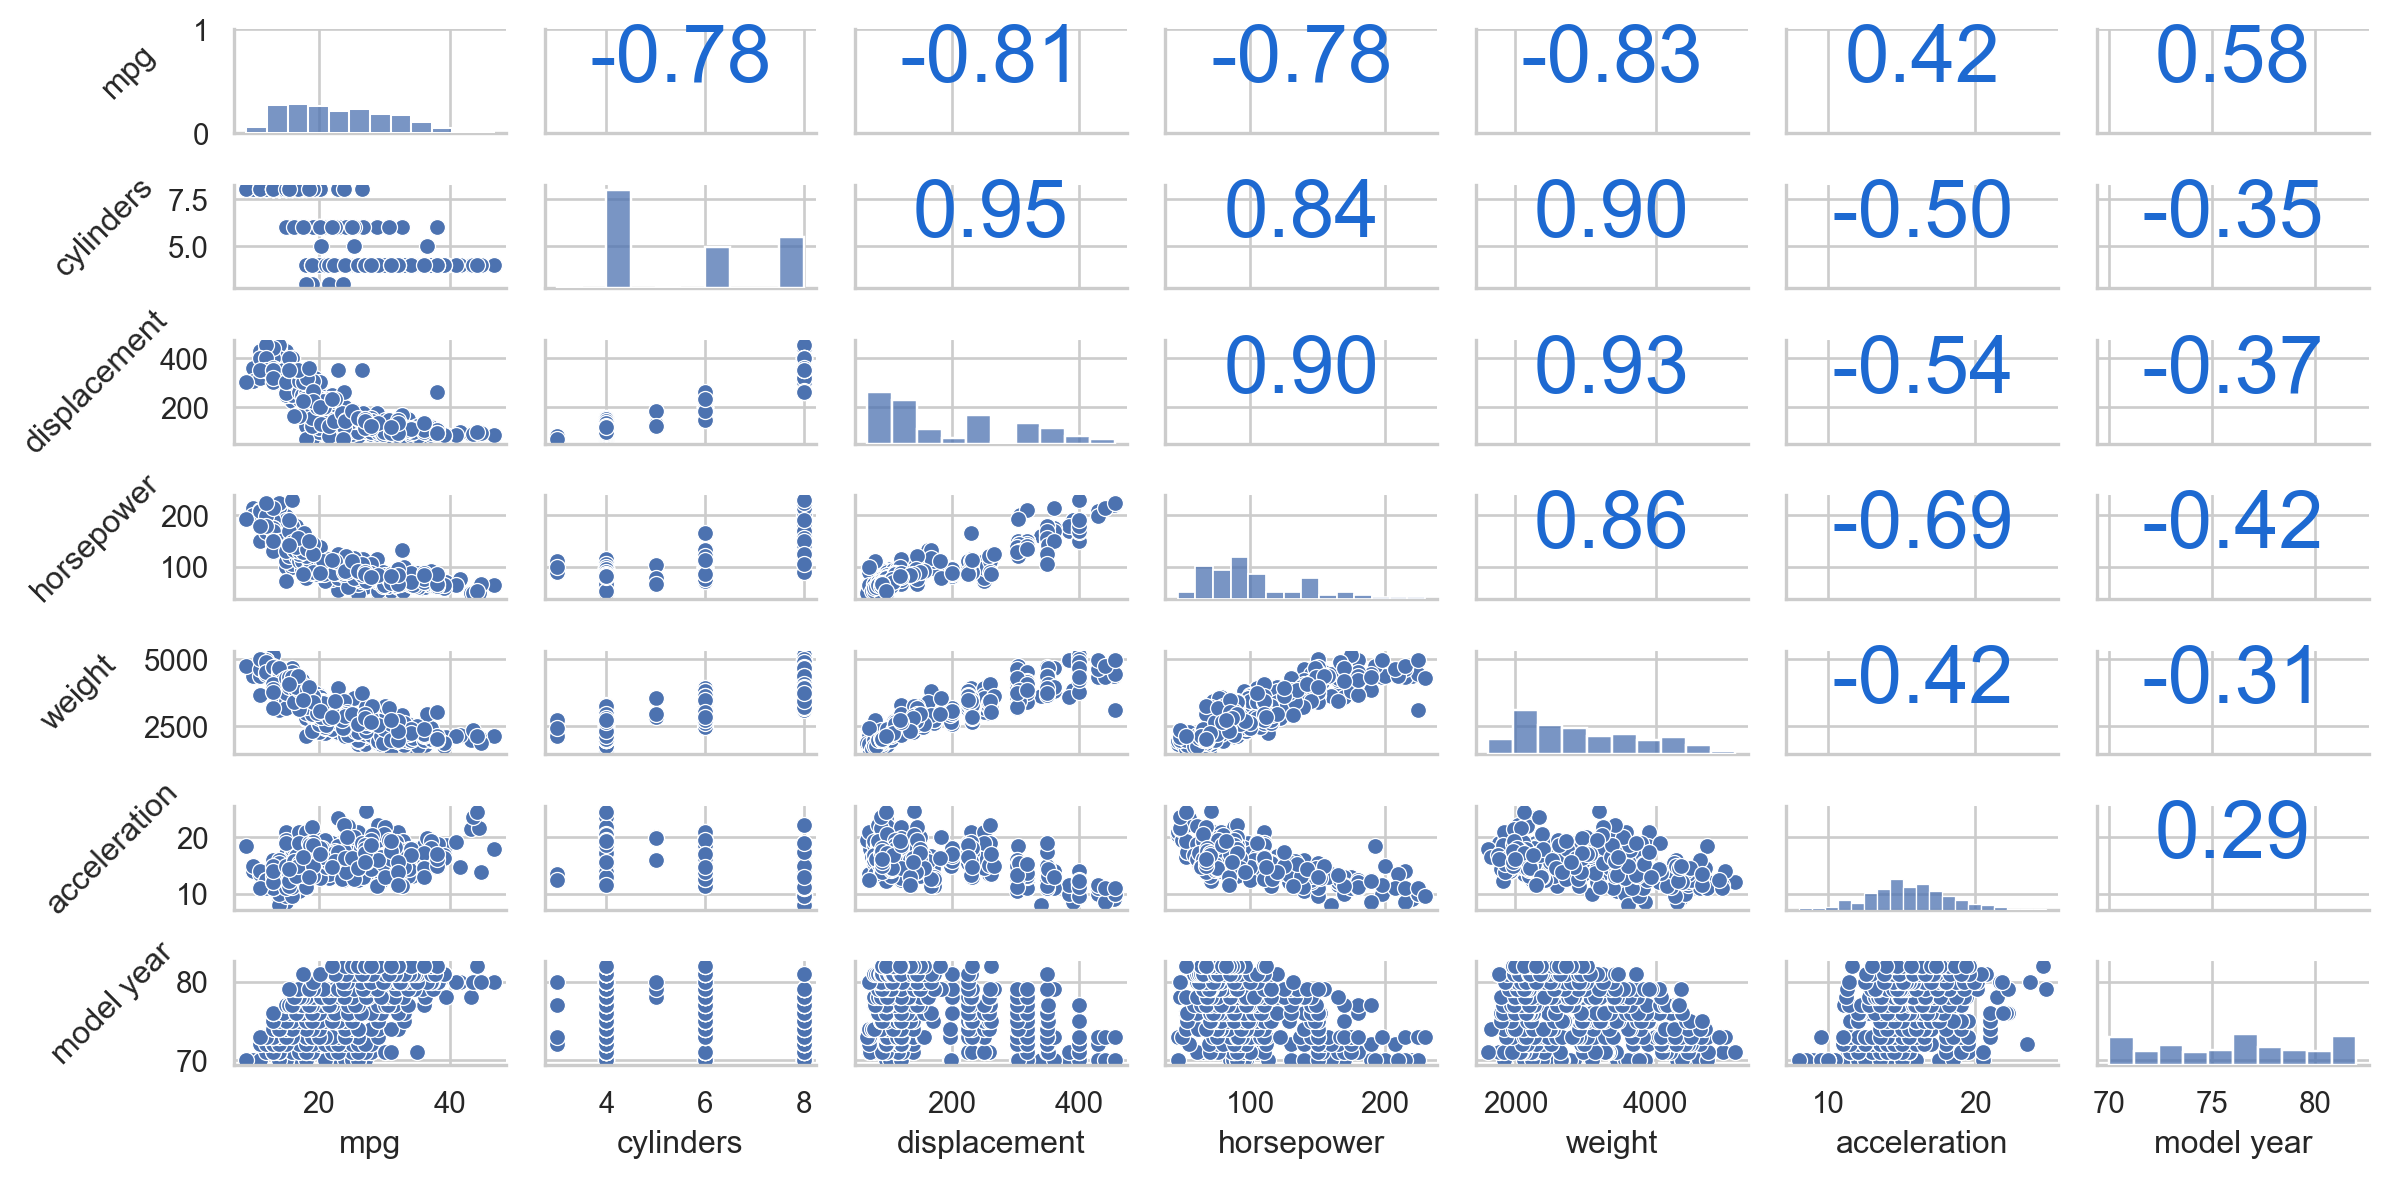 1 -0.78 -0.81 -0.78 -0.83 0.42 0.58
mpg
0
7.5 0.95 0.84 0.90 -0.50 -0.35
cylinders
5.0
400 0.90 0.93 -0.54 -0.37
displacement
200
200 0.86 -0.69 -0.42
horsepower
100
5000 -0.42 -0.31
weight
2500
20 0.29
acceleration
10
80
model year
70
20 40 4 6 8 200 400 100 200 2000 4000 10 20 70 75 80
mpg cylinders displacement horsepower weight acceleration model year